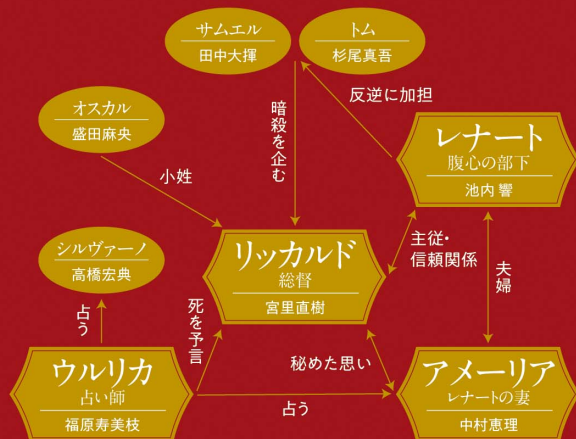 サムエル
田中大揮
トム
杉尾真吾
反逆に加担
オスカル
盛田麻央
暗殺を企む
レナート
腹心の部下
池内 響
小姓
シルヴァーノ
高橋宏典
リッカルド
総督
宮里直樹
主従・
信頼関係
夫婦
占う
死を予言
秘めた思い
ウルリカ
占い師
福原寿美枝
占う
アメーリア
レナートの妻
中村恵理